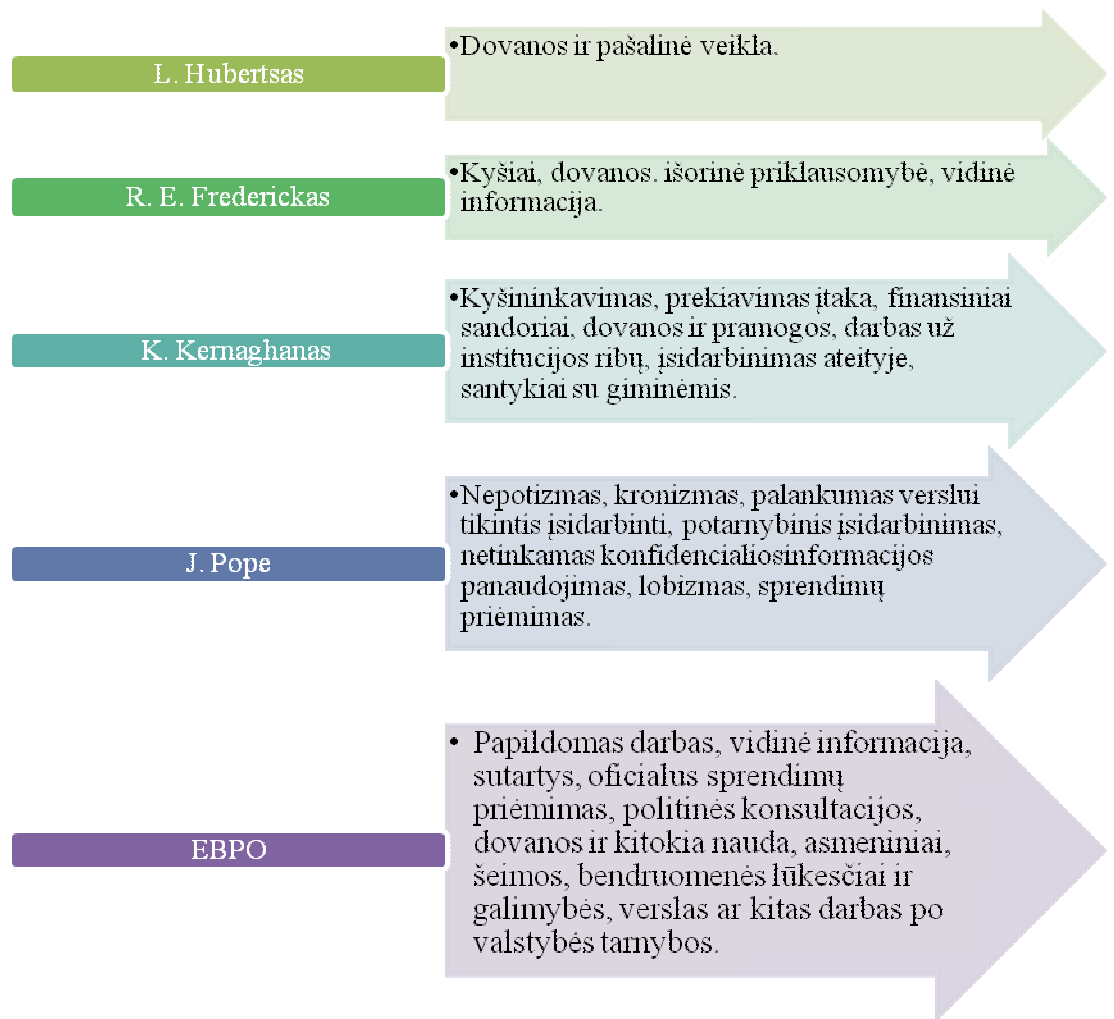 L. Hubertsas
•Dovanos ir pašalinė veikla.
R. E. Frederickas
•Kyšiai, dovanos. išorinė priklausomybė, vidinė
informacija.
K. Kernaghanas
•Kyšininkavimas, prekiavimas įtaka, finansiniai
sandoriai, dovanos ir pramogos, darbas už
institucijos ribų, įsidarbinimas ateityje,
santykiai su giminėmis.
J. Pope
•Nepotizmas, kronizmas, palankumas verslui
tikintis įsidarbinti, potarnybinis įsidarbinimas,
netinkamas konfidencialiosinformacijos
panaudojimas, lobizmas, sprendimų
priėmimas.
EBPO
• Papildomas darbas, vidinė informacija,
sutartys, oficialus sprendimų
priėmimas, politinės konsultacijos,
dovanos ir kitokia nauda, asmeniniai,
šeimos, bendruomenės lūkesčiai ir
galimybės, verslas ar kitas darbas po
valstybės tarnybos.